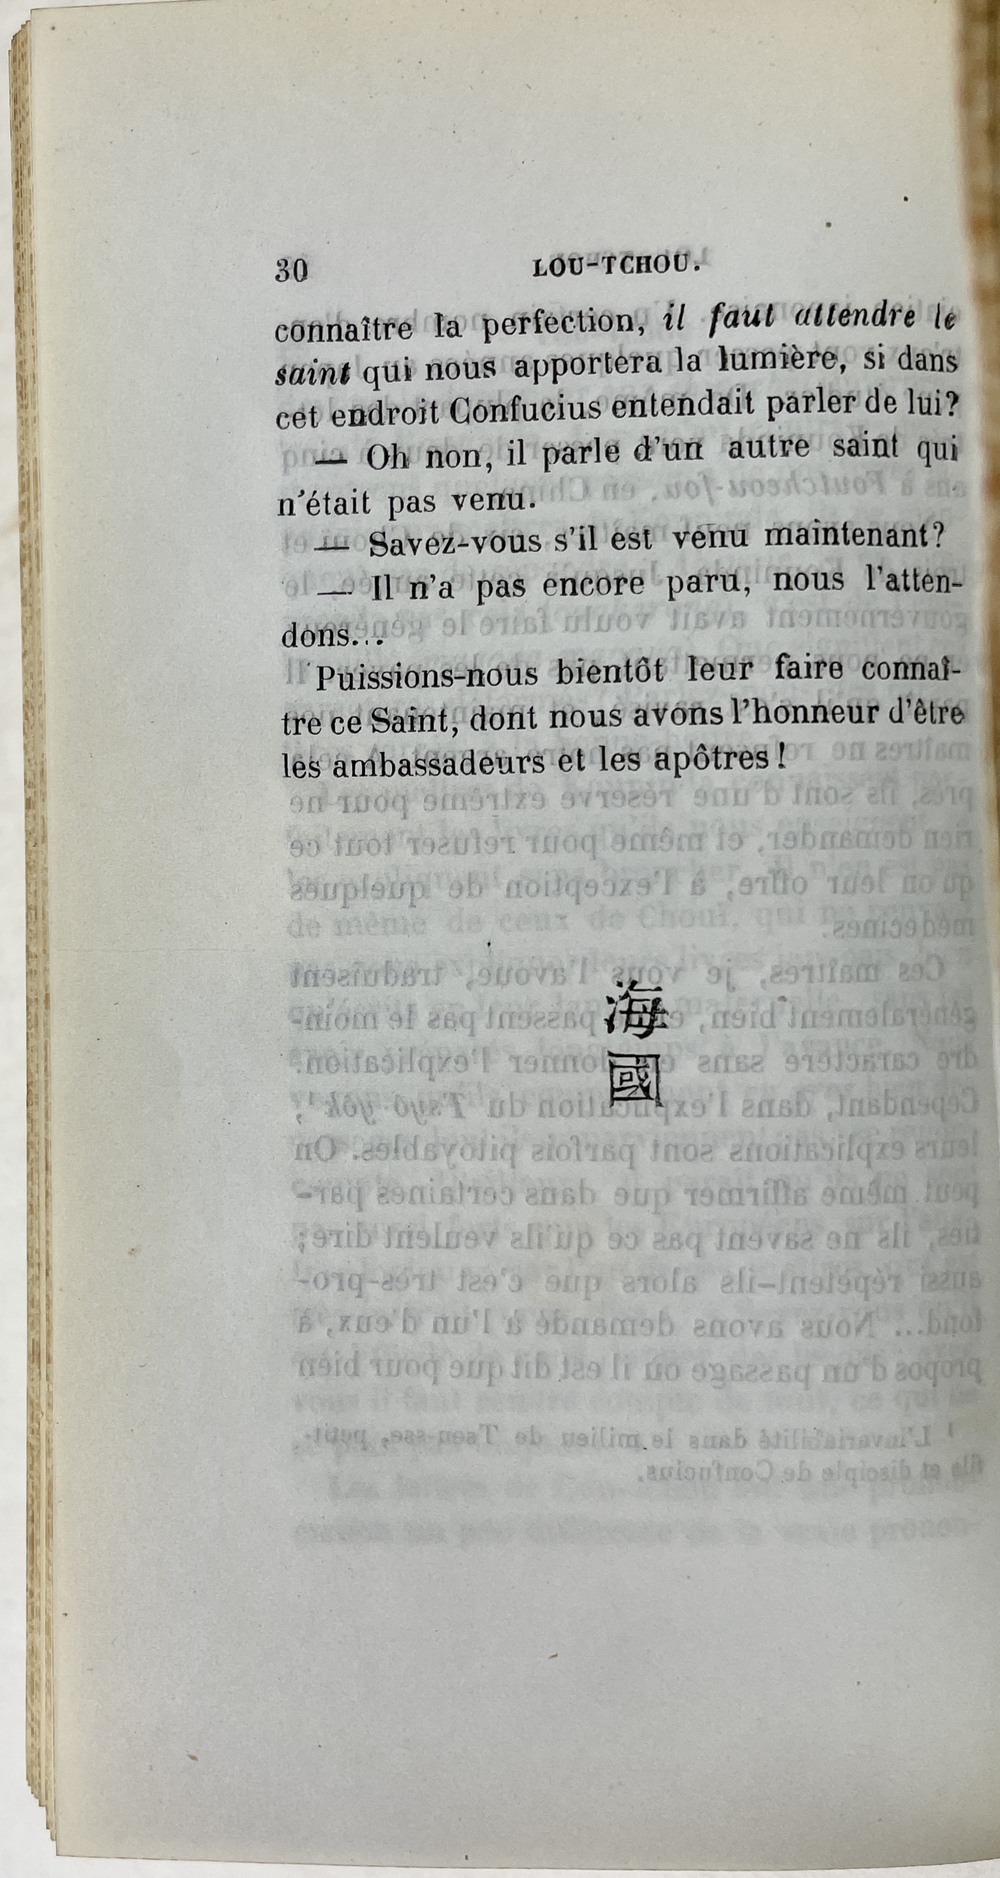 30 LOU-TCHOU.
connaître la perfection, il faut attendre le
saint qui nous apportera la lumière, si dans
cet endroit Confucius entendait parler de lui?
— Oh non, il parle d'un autre saint qui
n'était pas venu.
— Savez-vous s'il est venu maintenant?
— Il n'a pas encore paru, nous l'atten-
dons...
Puissions-nous bientôt leur faire connaî-
tre ce Saint, dont nous avons l'honneur d'être
les ambassadeurs et les apôtres!
海
國